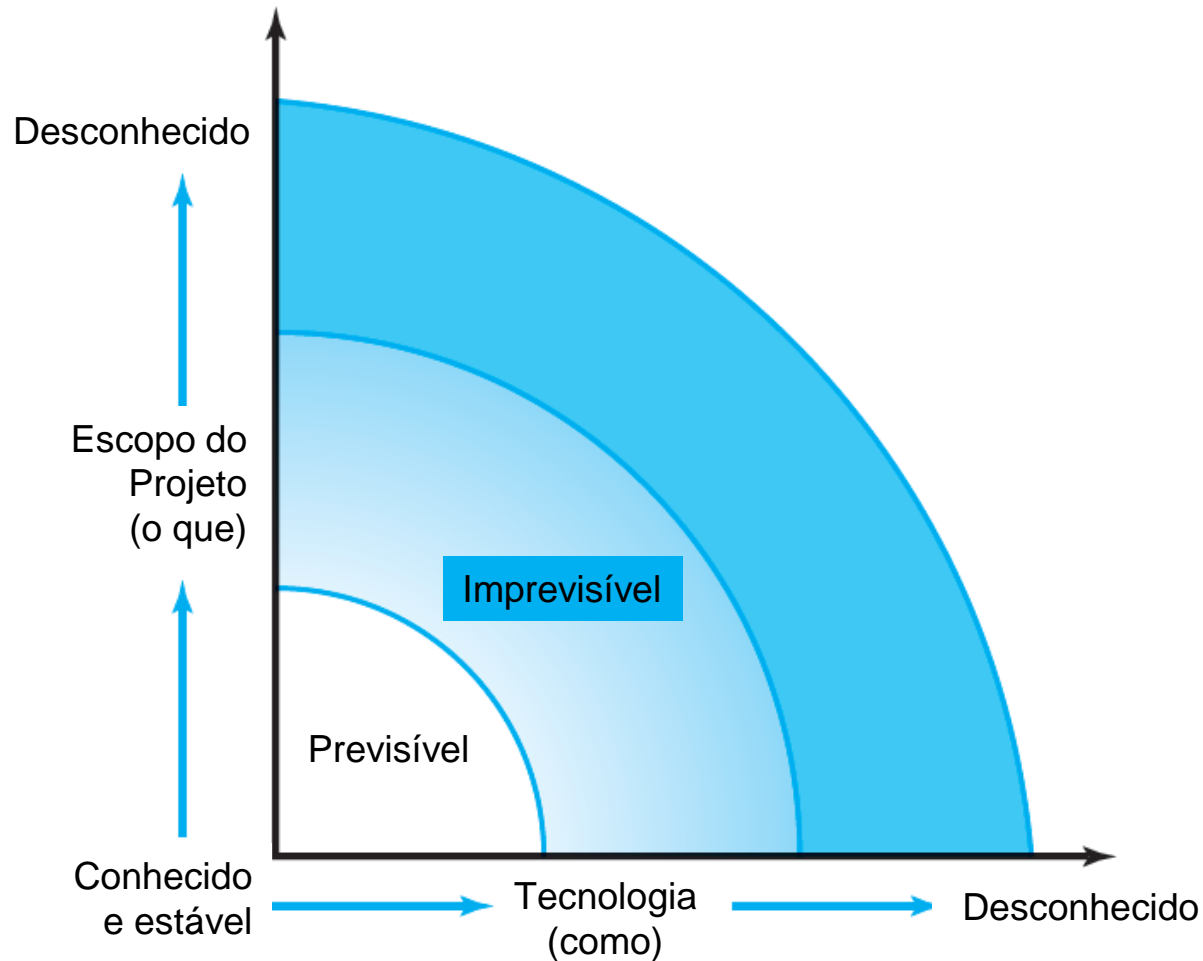 Desconhecido
Escopo do
Projeto
(o que)
Imprevisível
Previsível
Conhecido
e estável
Tecnologia
(como)
Desconhecido